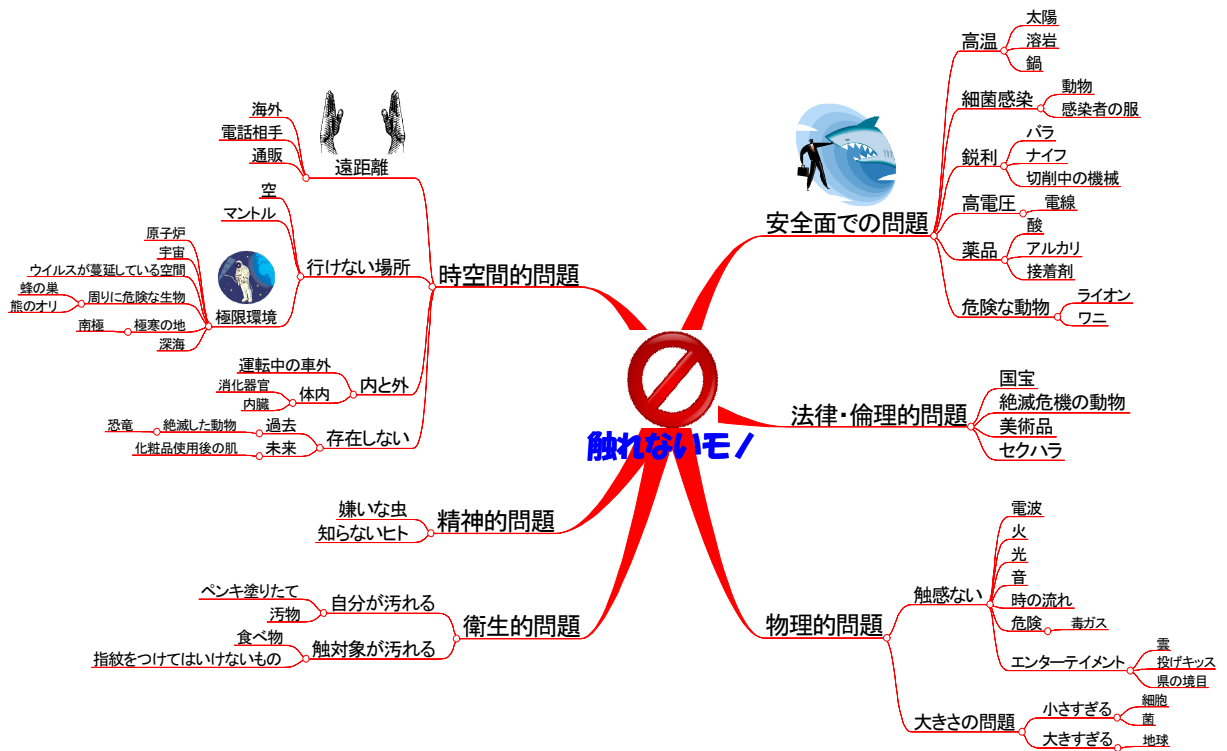 触れないモノ
安全面での問題
高温
太陽
溶岩
鍋
細菌感染
動物
感染者の服
鋭利
バラ
ナイフ
切削中の機械
高電圧
電線
薬品
酸
アルカリ
接着剤
危険な動物
ライオン
ワニ
法律・倫理的問題
国宝
絶滅危機の動物
美術品
セクハラ
物理的問題
触感ない
電波
火
光
音
時の流れ
危険
毒ガス
エンターテイメント
雲
投げキッス
県の境目
大きさの問題
小さすぎる
細胞
菌
大きすぎる
地球
時空間的問題
遠距離
海外
電話相手
通販
行けない場所
空
マントル
極限環境
原子炉
宇宙
ウイルスが蔓延している空間
周りに危険な生物
蜂の巣
熊のオリ
極寒の地
南極
深海
内と外
運転中の車外
体内
消化器官
内臓
存在しない
過去
絶滅した動物
恐竜
未来
化粧品使用後の肌
精神的問題
嫌いな虫
知らないヒト
衛生的問題
自分が汚れる
ペンキ塗りたて
汚物
触対象が汚れる
食べ物
指紋をつけてはいけないもの